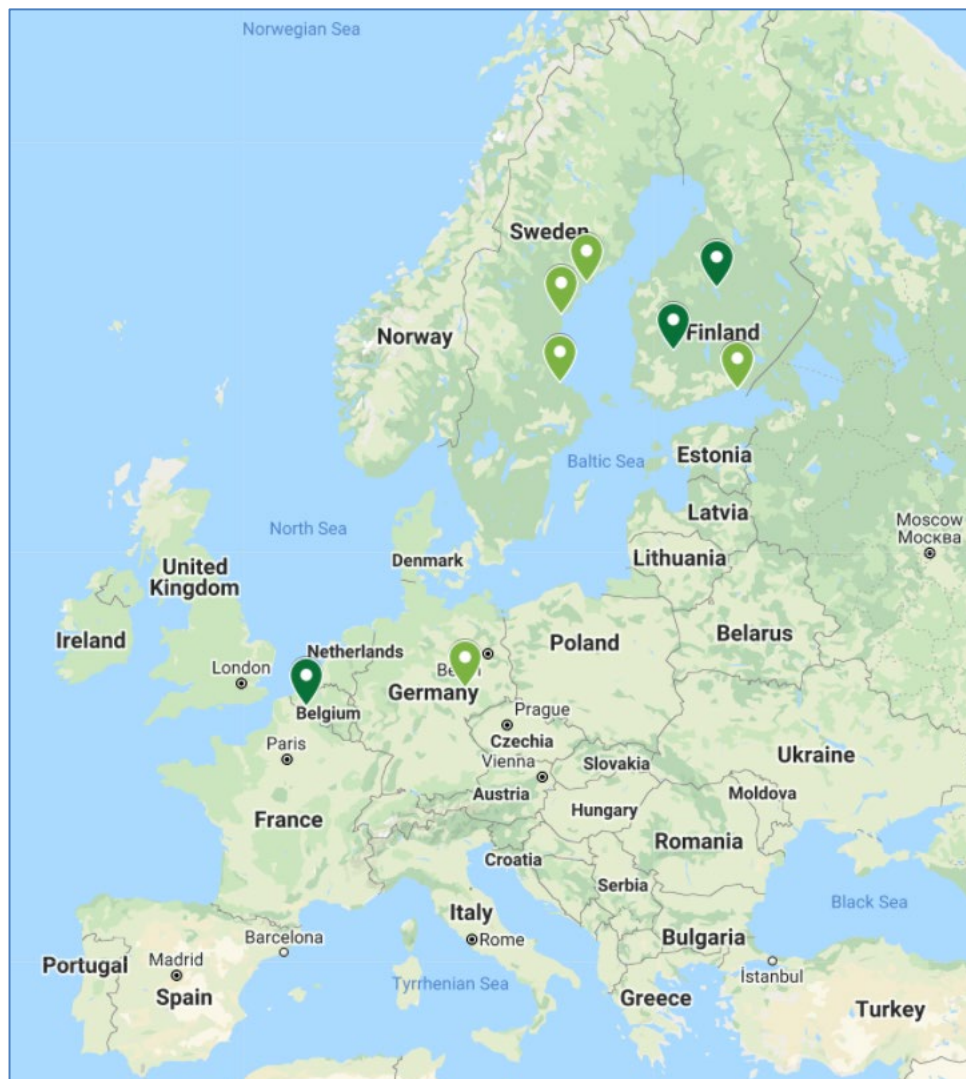 Norwegian Sea
Sweden
Norway
Finland
Estonia
Baltic Sea
Latvia
North Sea
Moscow
Москва
Denmark
Lithuania
United
Kingdom
Ireland
Belarus
Poland
Netherlands
London
Germany
Belgium
Prague
Czechia
Paris
Ukraine
Vienna
Slovakia
Austria
Moldova
Hungary
France
Romania
Croatia
Serbia
Black Sea
Italy
Barcelona
Rome
Bulgaria
Portugal
Madrid
İstanbul
Tyrrhenian Sea
Spain
Greece
Turkey